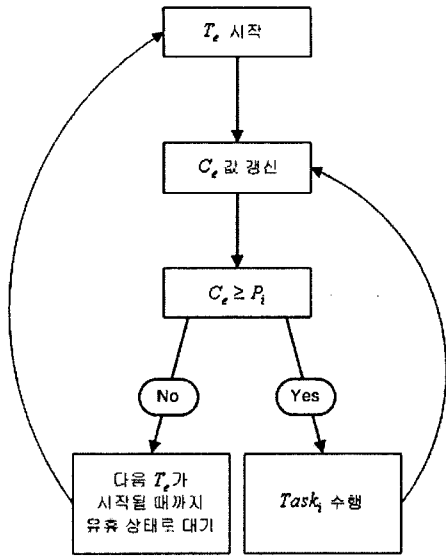 T_e 시작
C_e 값 갱신
C_e ≥ P_i
No
Yes
다음 T_e가
시작될 때까지
유휴 상태로 대기
Task_i 수행